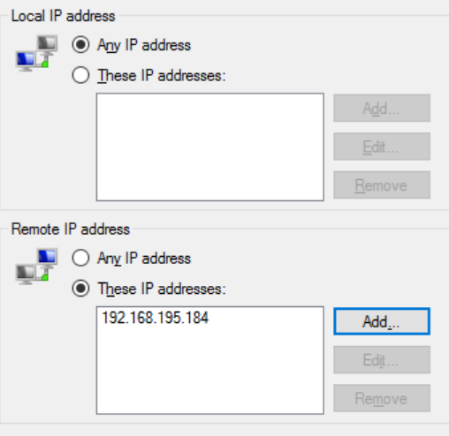 Local IP address
Any IP address
These IP addresses:
Add...
Edit...
Remove
Remote IP address
Any IP address
These IP addresses:
192.168.195.184
Add...
Edit...
Remove